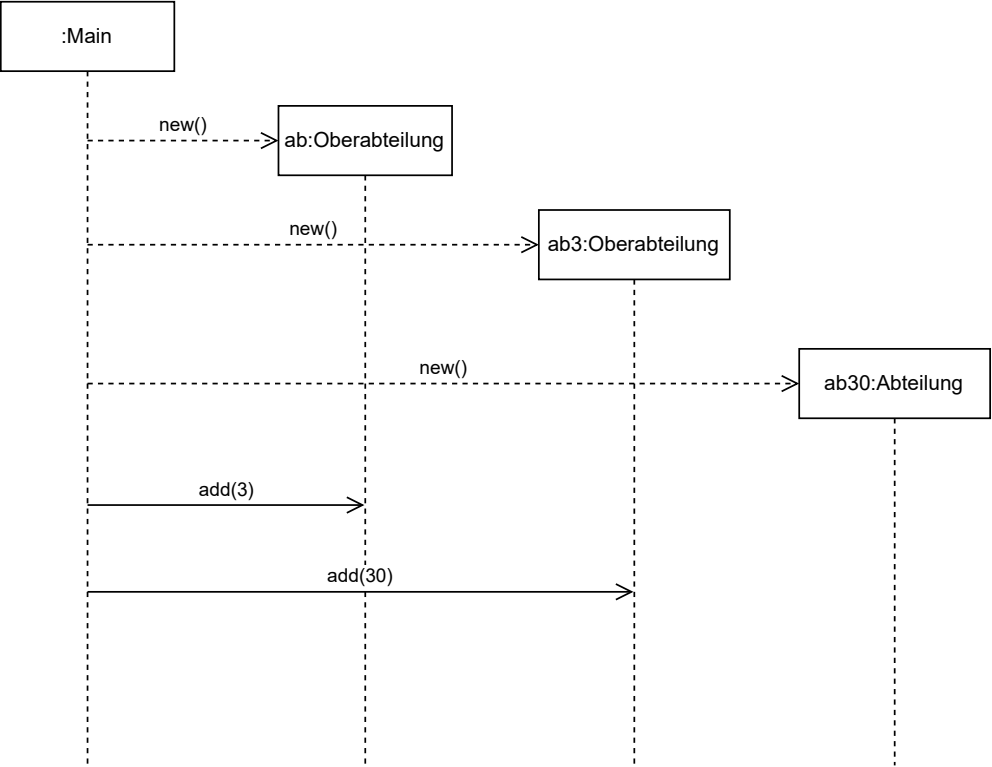 :Main
new()
ab:Oberabteilung
new()
ab3:Oberabteilung
new()
ab30:Abteilung
add(3)
add(30)